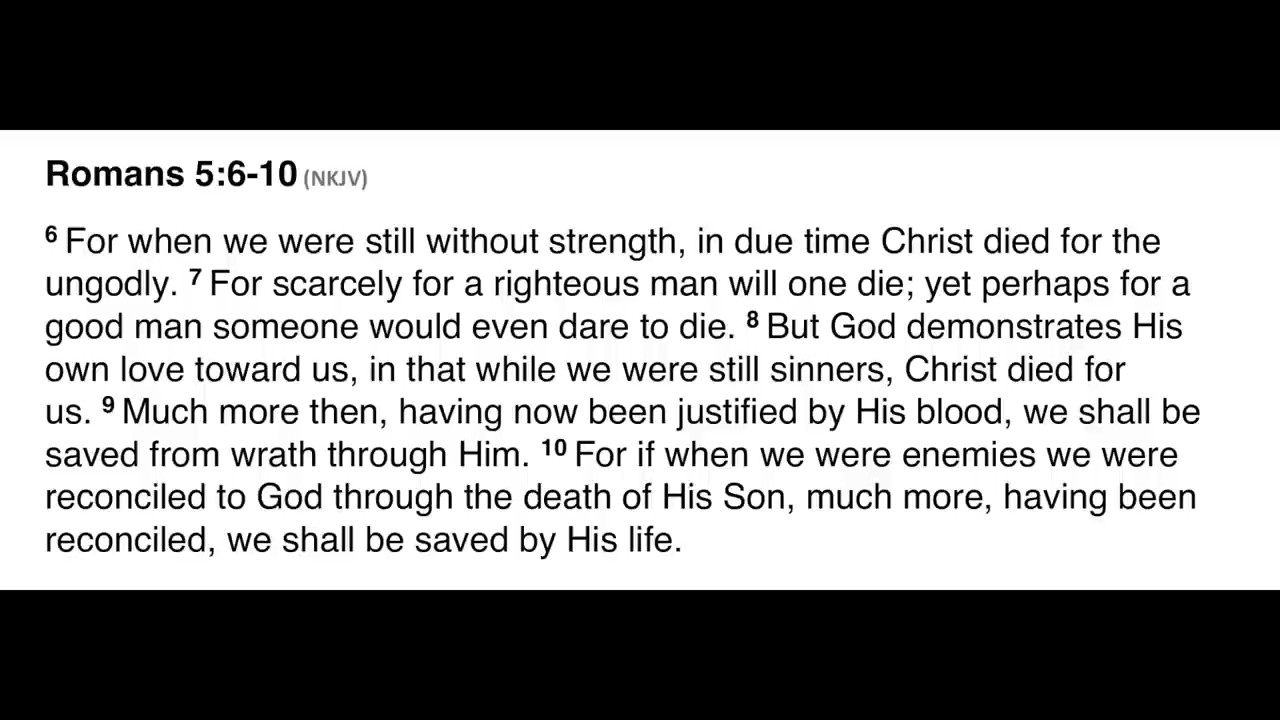 Romans 5:6-10 (NKJV)
6 For when we were still without strength, in due time Christ died for the
ungodly. 7 For scarcely for a righteous man will one die; yet perhaps for a
good man someone would even dare to die. 8 But God demonstrates His
own love toward us, in that while we were still sinners, Christ died for
us. 9 Much more then, having now been justified by His blood, we shall be
saved from wrath through Him. 10 For if when we were enemies we were
reconciled to God through the death of His Son, much more, having been
reconciled, we shall be saved by His life.